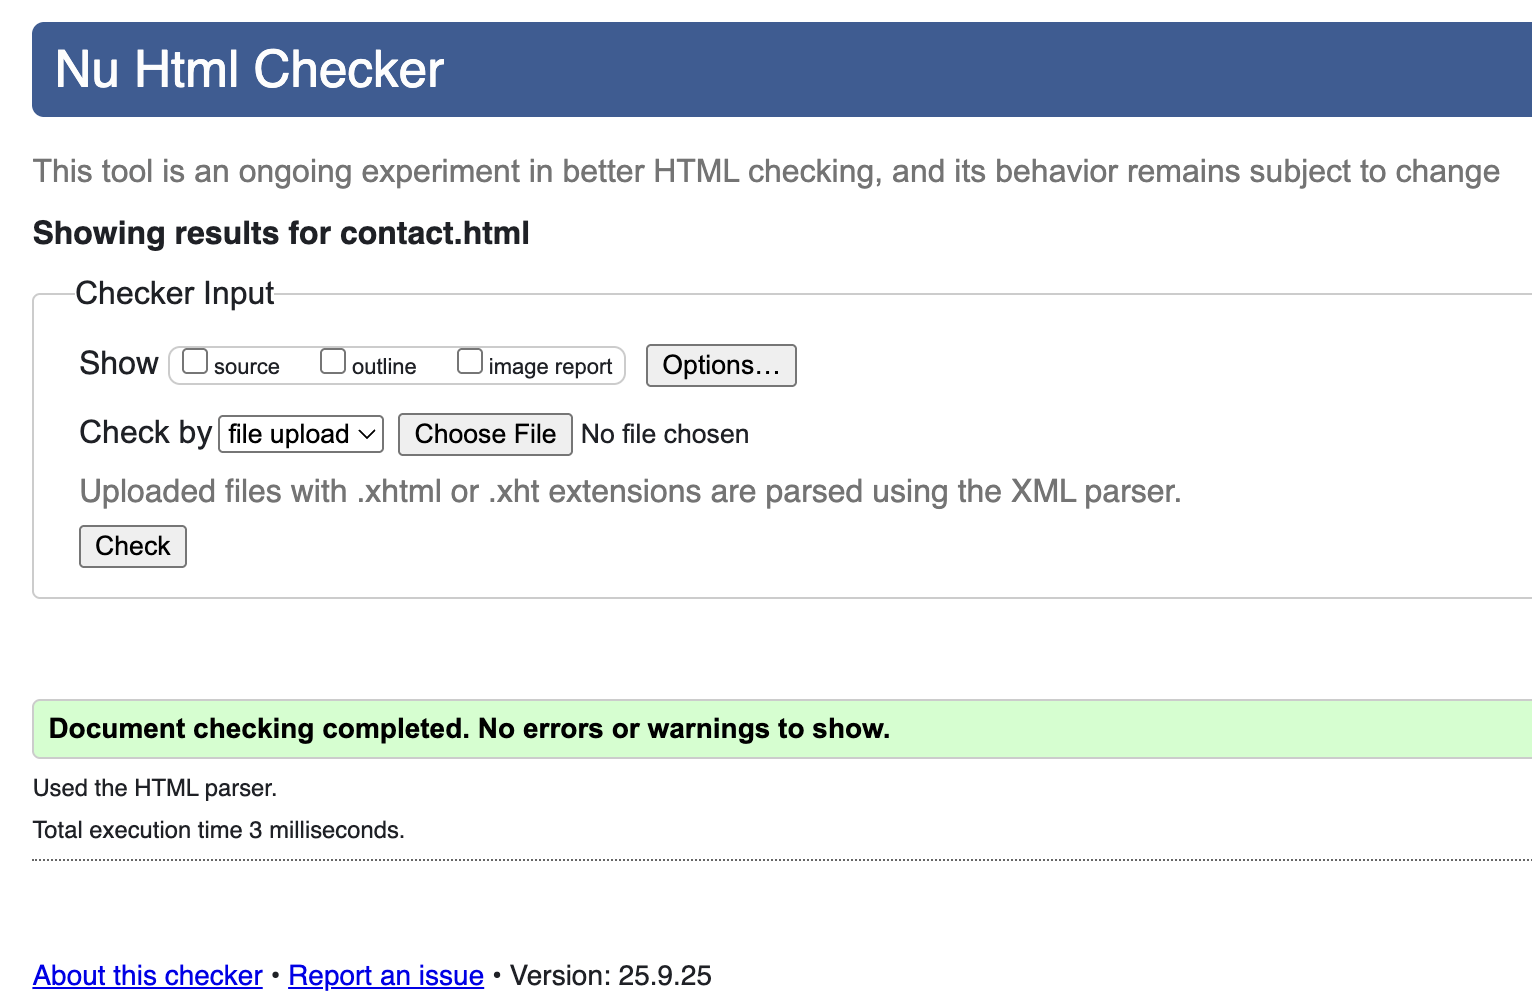 Nu Html Checker
This tool is an ongoing experiment in better HTML checking, and its behavior remains subject to change
Showing results for contact.html
Checker Input
Show source outline image report Options…
Check by file upload Choose File No file chosen
Uploaded files with .xhtml or .xht extensions are parsed using the XML parser.
Check
Document checking completed. No errors or warnings to show.
Used the HTML parser.
Total execution time 3 milliseconds.
About this checker • Report an issue • Version: 25.9.25